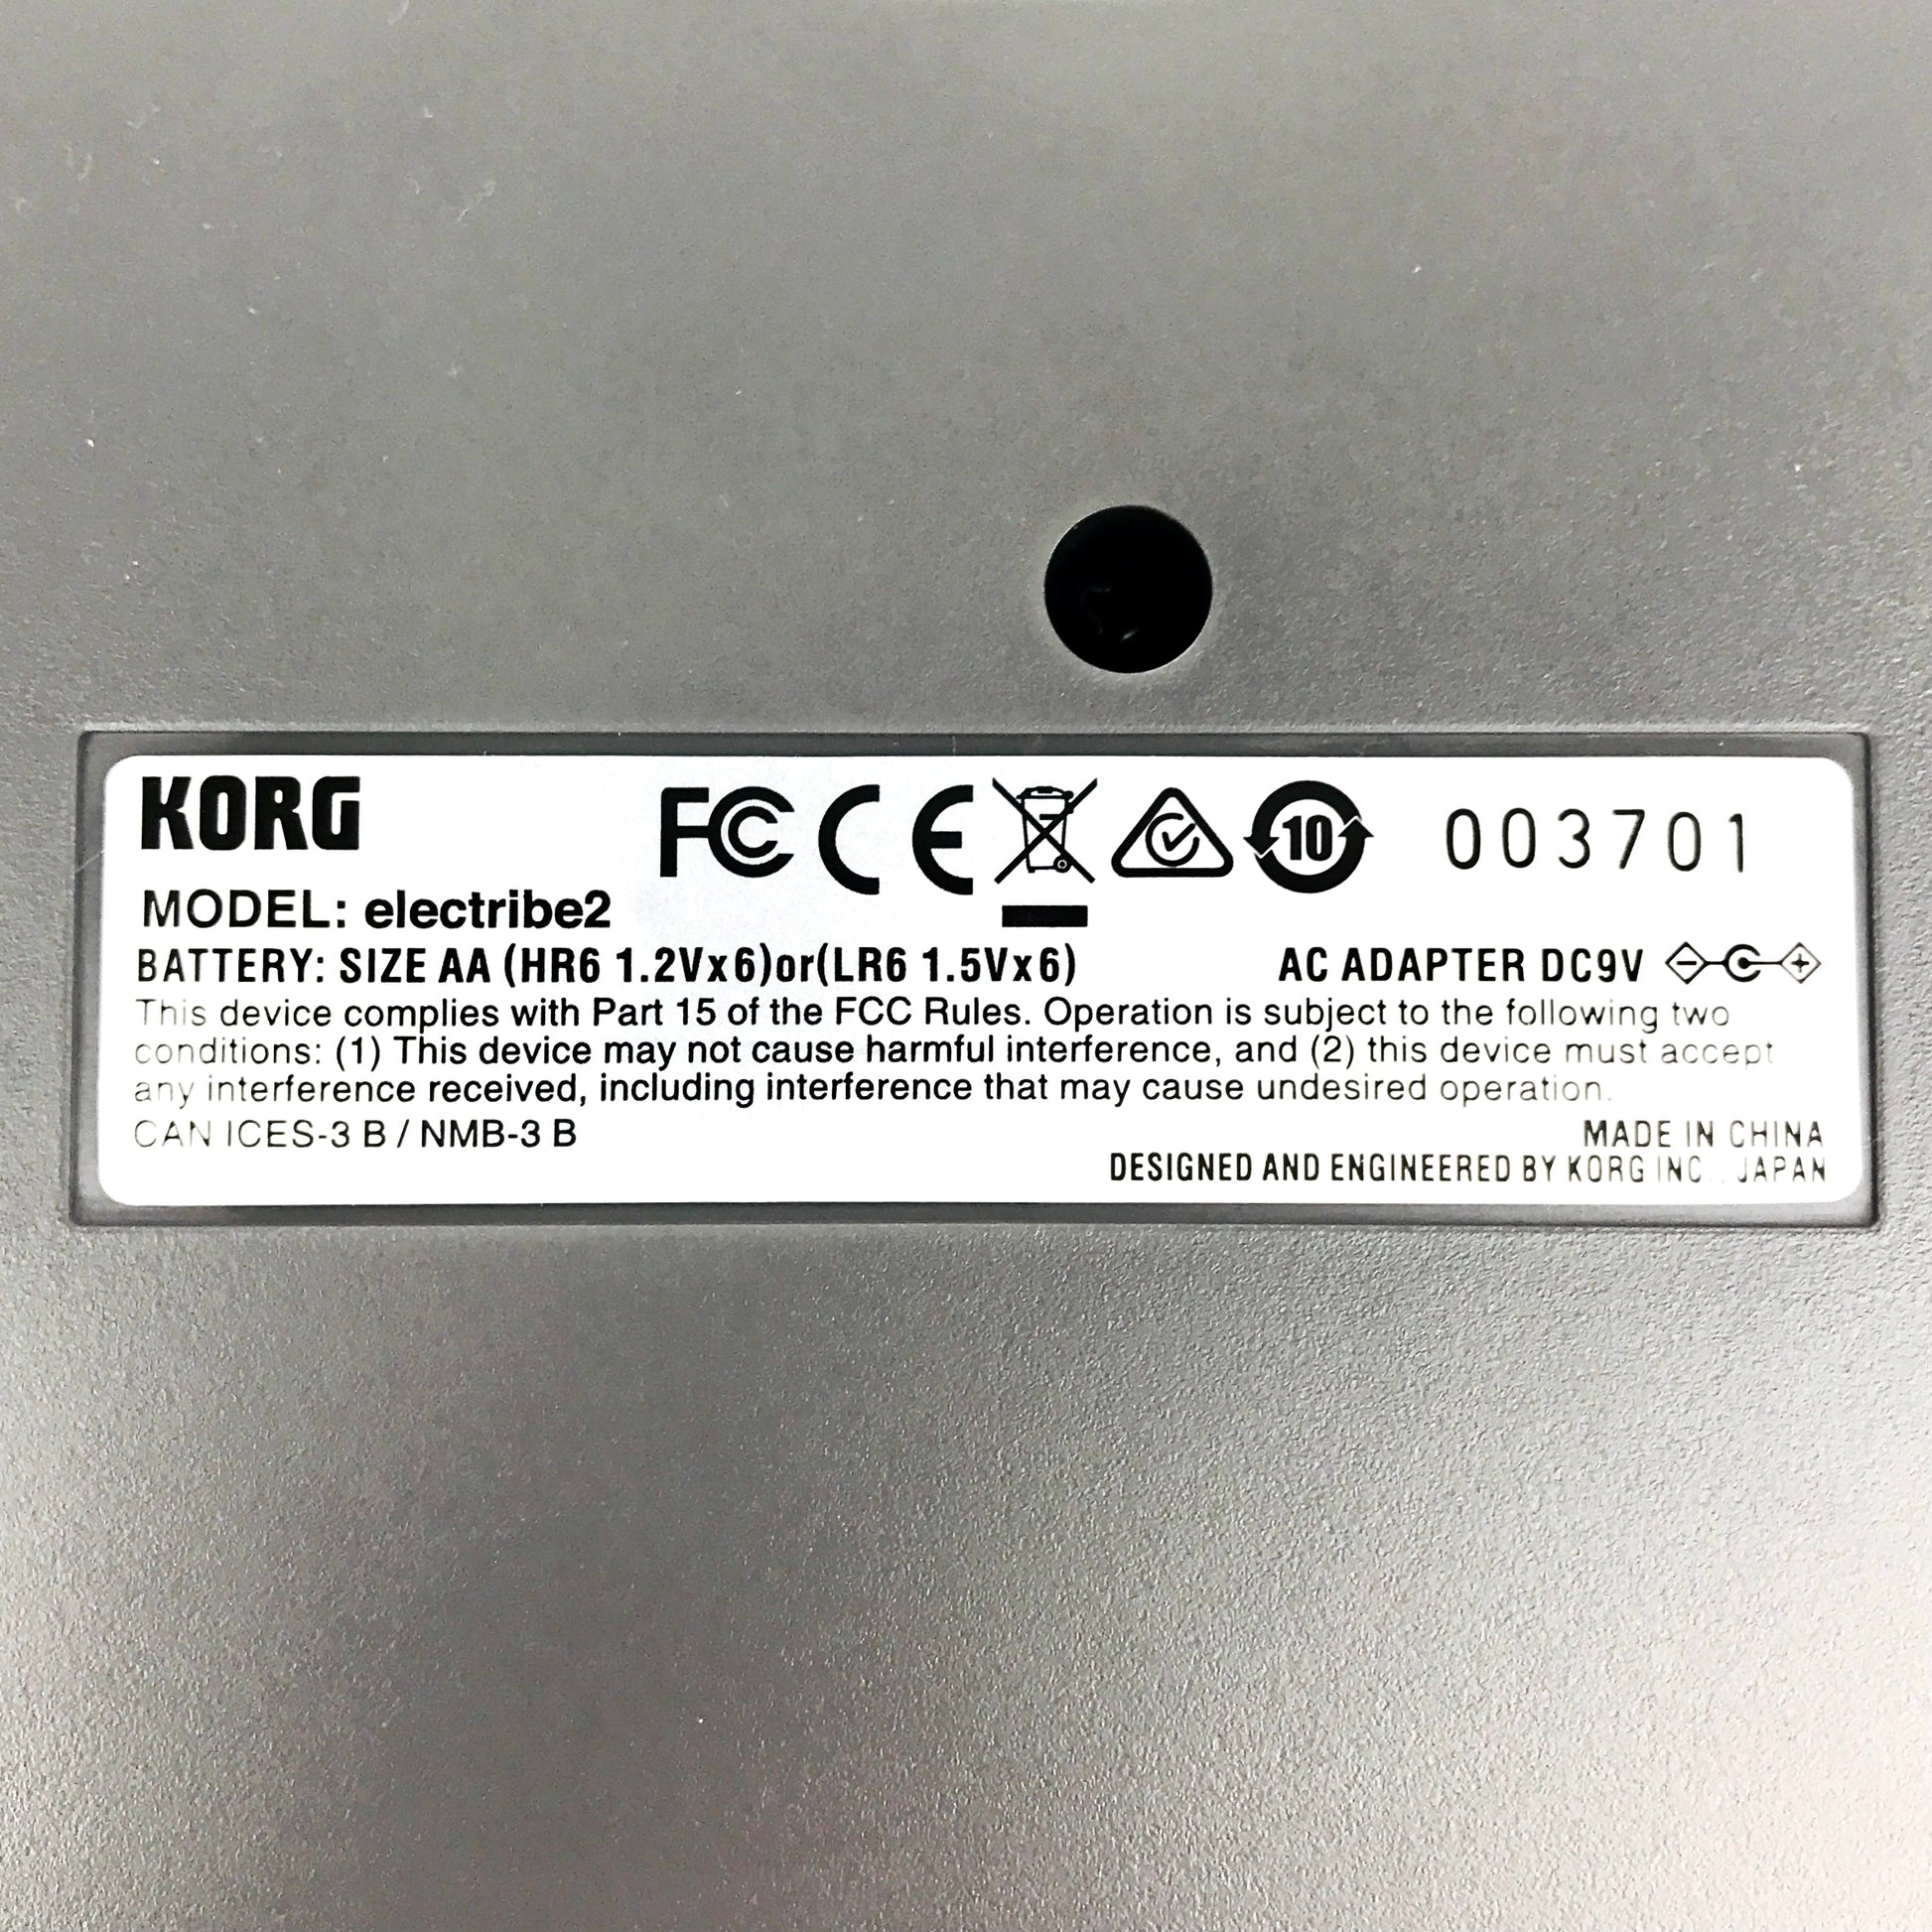 KORG
FC CE 10 003701
MODEL: electribe2
BATTERY: SIZE AA (HR6 1.2Vx6)or(LR6 1.5Vx6) AC ADAPTER DC9V
This device complies with Part 15 of the FCC Rules. Operation is subject to the following two
conditions: (1) This device may not cause harmful interference, and (2) this device must accept
any interference received, including interference that may cause undesired operation.
CAN ICES-3 B / NMB-3 B
MADE IN CHINA
DESIGNED AND ENGINEERED BY KORG INC., JAPAN